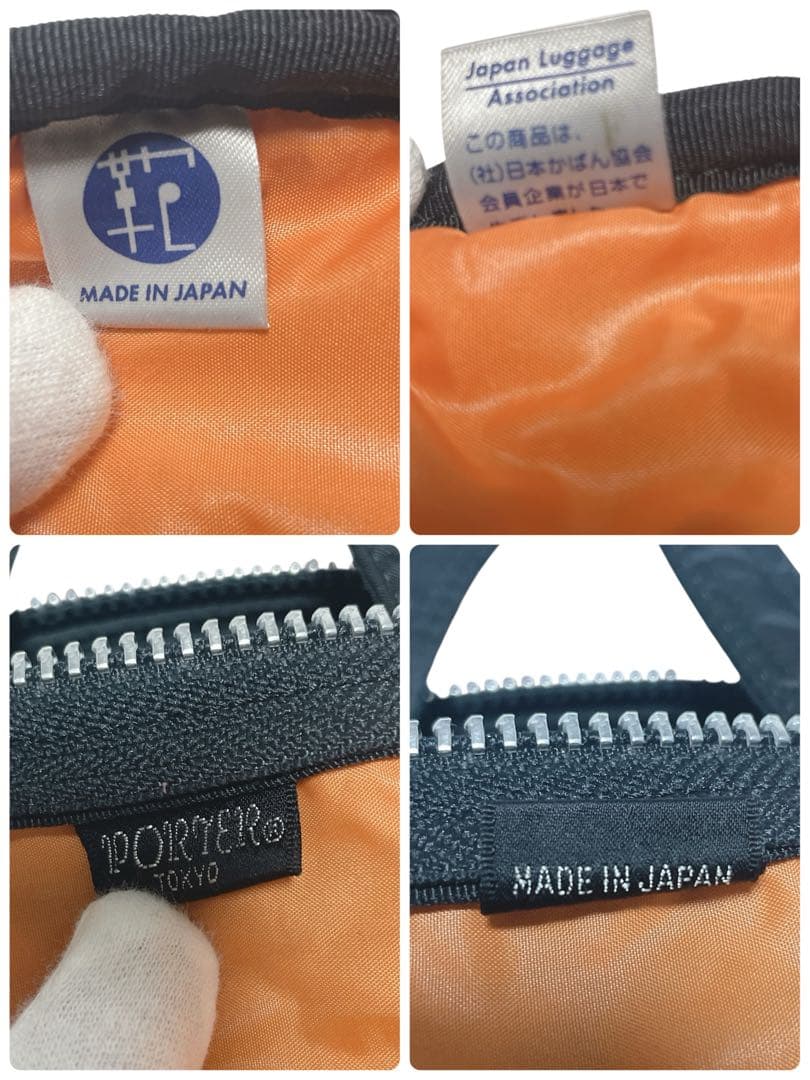 MADE IN JAPAN
Japan Luggage
Association
この商品は、
(社)日本かばん協会
会員企業が日本で
PORTER®
TOKYO
MADE IN JAPAN